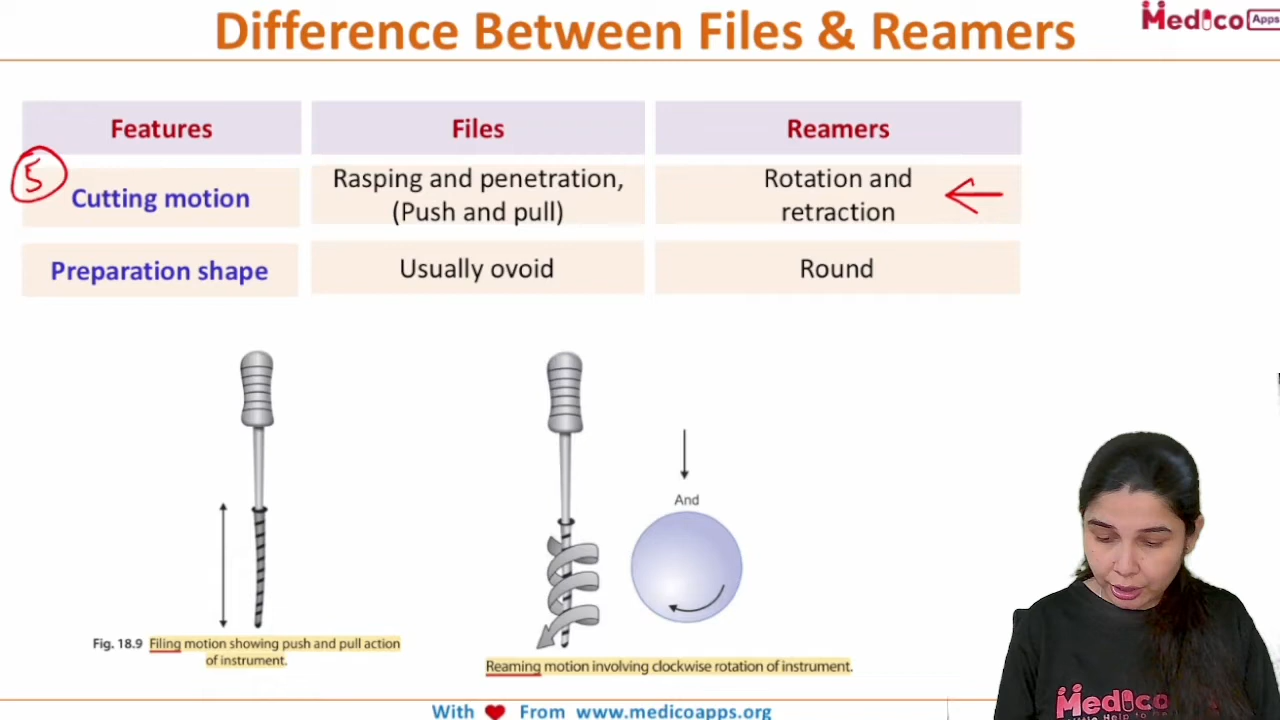 Difference Between Files & Reamers
Medico Apps
Features Files Reamers
5
Cutting motion
Rasping and penetration,
(Push and pull)
Rotation and
retraction
Preparation shape Usually ovoid Round
And
Fig. 18.9 Filing motion showing push and pull action
of instrument.
Reaming motion involving clockwise rotation of instrument.
Medico
With From www.medicoapps.org